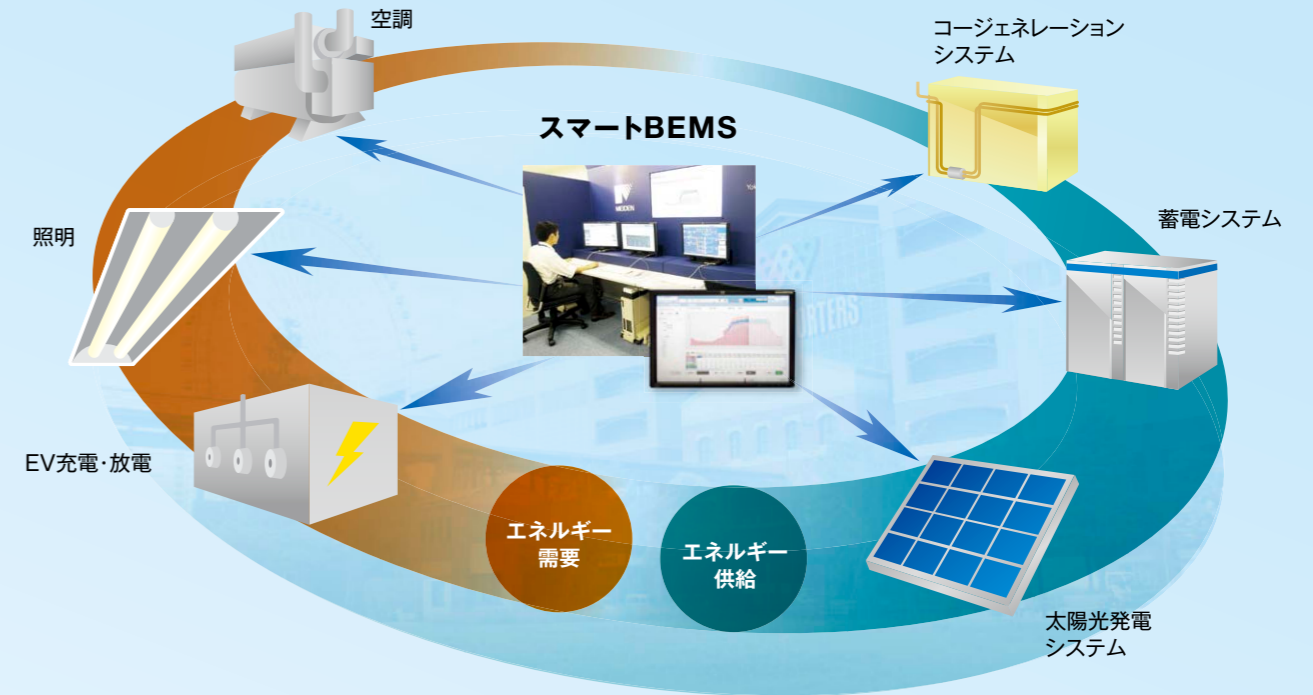 空調
コージェネレーション
システム
スマートBEMS
照明
蓄電システム
EV充電・放電
エネルギー
需要
エネルギー
供給
太陽光発電
システム